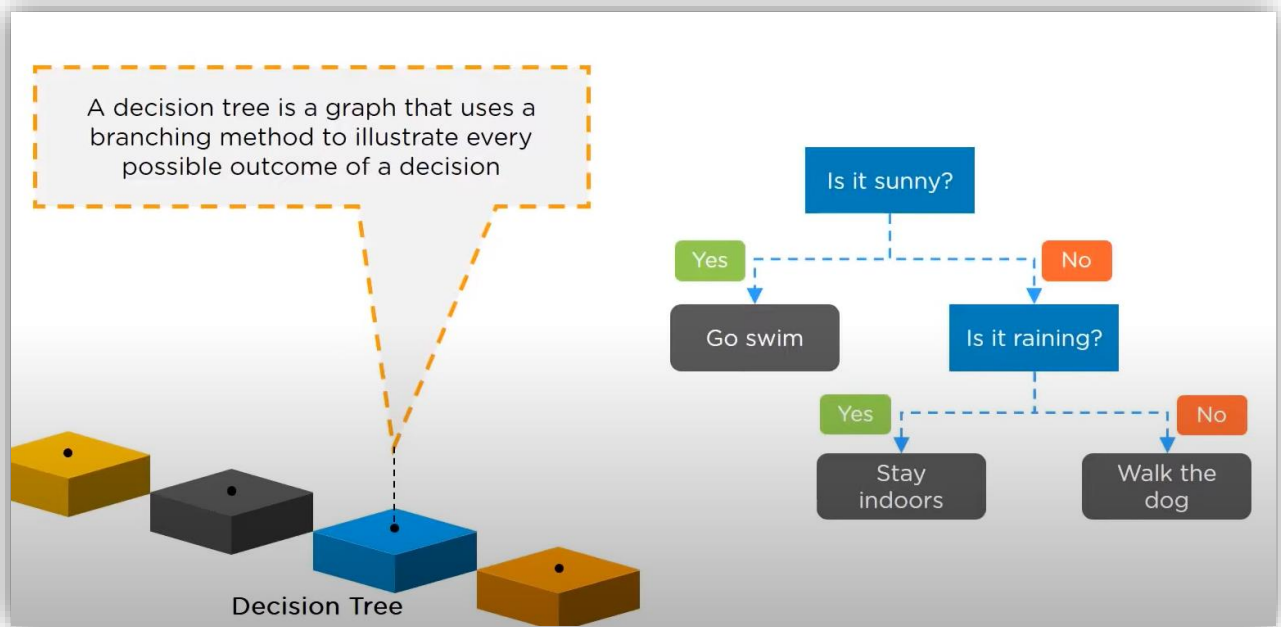 A decision tree is a graph that uses a
branching method to illustrate every
possible outcome of a decision
Decision Tree
Is it sunny?
Yes
No
Go swim
Is it raining?
Yes
No
Stay
indoors
Walk the
dog